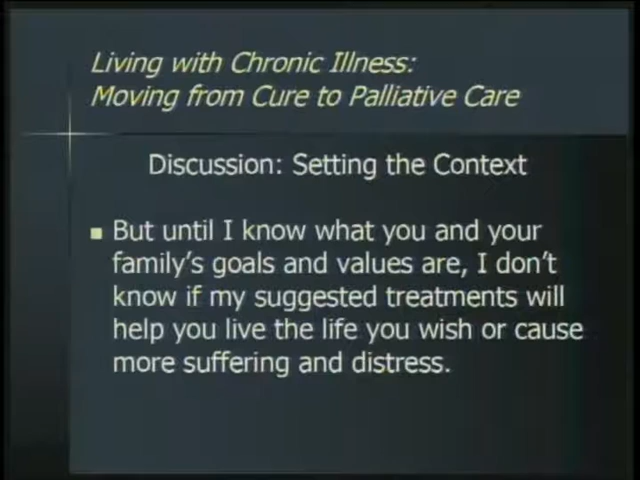 Living with Chronic Illness:
Moving from Cure to Palliative Care
Discussion: Setting the Context
But until I know what you and your
family's goals and values are, I don't
know if my suggested treatments will
help you live the life you wish or cause
more suffering and distress.